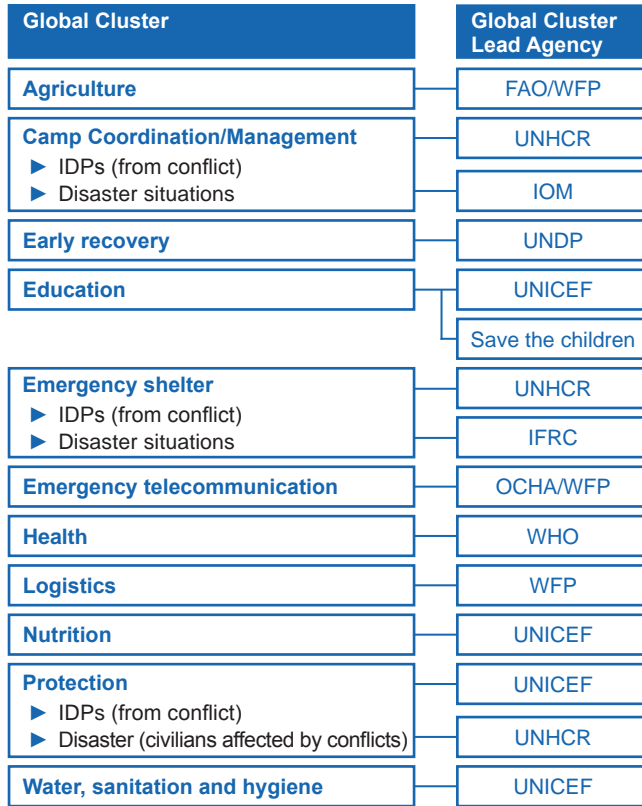 Global Cluster
Global Cluster
Lead Agency
Agriculture
FAO/WFP
Camp Coordination/Management
► IDPs (from conflict)
► Disaster situations
UNHCR
IOM
Early recovery
UNDP
Education
UNICEF
Save the children
Emergency shelter
► IDPs (from conflict)
► Disaster situations
UNHCR
IFRC
Emergency telecommunication
OCHA/WFP
Health
WHO
Logistics
WFP
Nutrition
UNICEF
Protection
► IDPs (from conflict)
► Disaster (civilians affected by conflicts)
UNICEF
UNHCR
Water, sanitation and hygiene
UNICEF